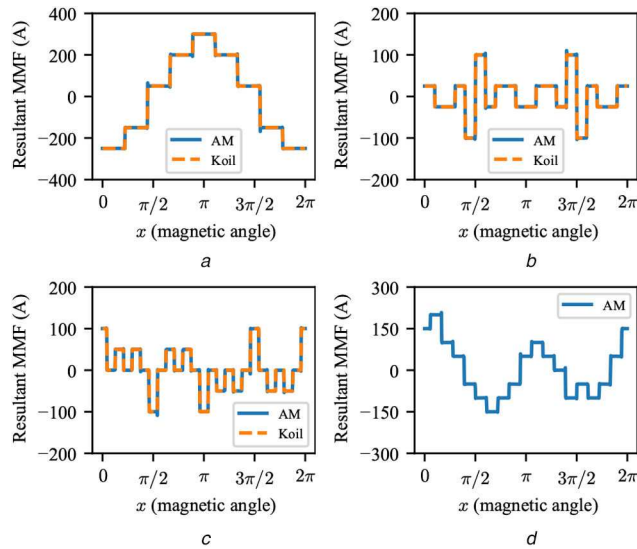 400
200
0
−200
−400
Resultant MMF (A)
AM
Koil
0
π/2
π
3π/2
2π
x (magnetic angle)
a
200
100
0
−100
−200
Resultant MMF (A)
AM
Koil
0
π/2
π
3π/2
2π
x (magnetic angle)
b
200
100
0
−100
−200
Resultant MMF (A)
AM
Koil
0
π/2
π
3π/2
2π
x (magnetic angle)
c
300
150
0
−150
−300
Resultant MMF (A)
AM
0
π/2
π
3π/2
2π
x (magnetic angle)
d